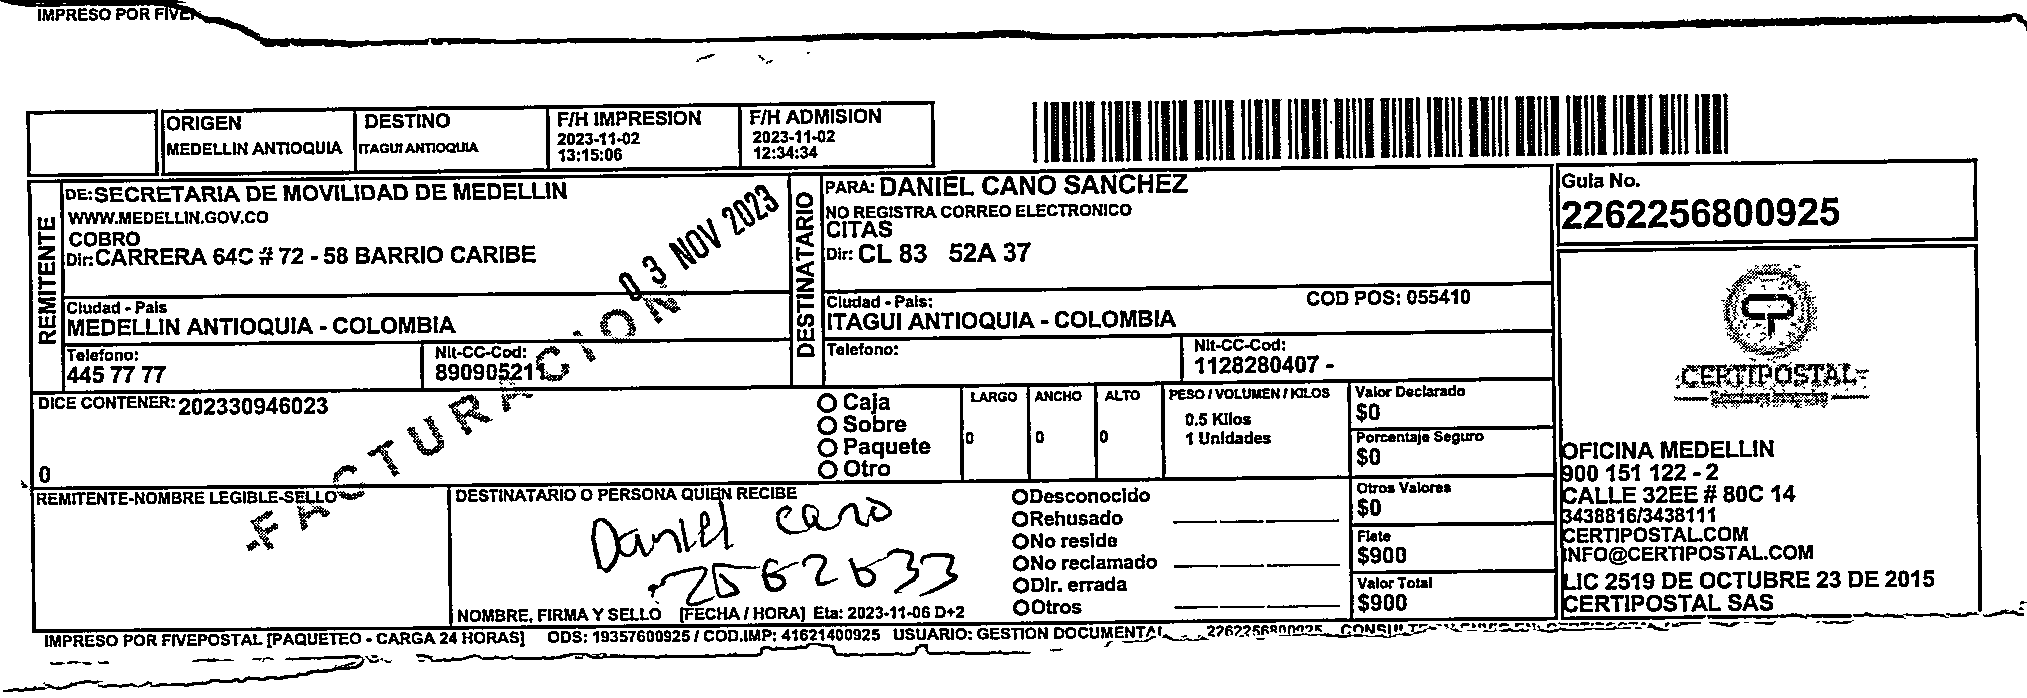 IMPRESO POR FIVEP
ORIGEN
MEDELLIN ANTIOQUIA
DESTINO
ITAGUI ANTIOQUIA
F/H IMPRESION
2023-11-02
13:15:06
F/H ADMISION
2023-11-02
12:34:34
REMITENTE
DE: SECRETARIA DE MOVILIDAD DE MEDELLIN
WWW.MEDELLIN.GOV.CO
COBRO
Dir: CARRERA 64C # 72 - 58 BARRIO CARIBE
Ciudad - Pais
MEDELLIN ANTIOQUIA - COLOMBIA
Telefono:
445 77 77
Nit-CC-Cod:
890905211
03 NOV 2023
FACTURACION
DESTINATARIO
PARA: DANIEL CANO SANCHEZ
NO REGISTRA CORREO ELECTRONICO
CITAS
Dir: CL 83 52A 37
Ciudad - Pais:
COD POS: 055410
ITAGUI ANTIOQUIA - COLOMBIA
Telefono:
Nit-CC-Cod:
1128280407 -
Guia No.
2262256800925
DICE CONTENER: 202330946023
0
Caja
Sobre
Paquete
Otro
LARGO
0
ANCHO
0
ALTO
0
PESO / VOLUMEN / KILOS
0.5 Kilos
1 Unidades
Valor Declarado
$0
Porcentaje Seguro
$0
Otros Valores
$0
Flete
$900
Valor Total
$900
REMITENTE-NOMBRE LEGIBLE-SELLO
DESTINATARIO O PERSONA QUIEN RECIBE
Daniel cano
NOMBRE, FIRMA Y SELLO [FECHA / HORA] Eta: 2023-11-06 D+2
Desconocido
Rehusado
No reside
No reclamado
Dir. errada
Otros
CERTIPOSTAL
OFICINA MEDELLIN
900 151 122 - 2
CALLE 32EE # 80C 14
3438816/3438111
CERTIPOSTAL.COM
INFO@CERTIPOSTAL.COM
LIC 2519 DE OCTUBRE 23 DE 2015
CERTIPOSTAL SAS
IMPRESO POR FIVEPOSTAL [PAQUETEO - CARGA 24 HORAS] ODS: 19357600925 / COD.IMP: 41621400925 USUARIO: GESTION DOCUMENTAL 2262256800925